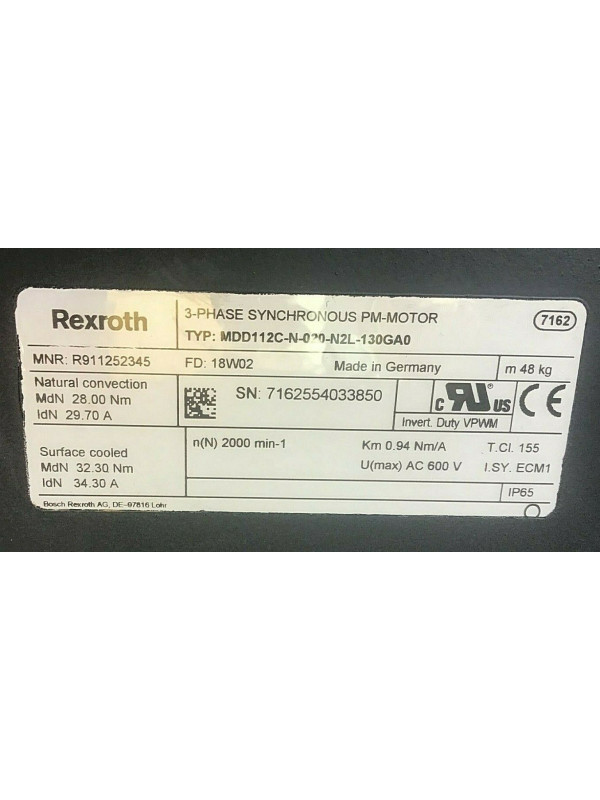 Rexroth
3-PHASE SYNCHRONOUS PM-MOTOR
7162
TYP: MDD112C-N-020-N2L-130GA0
MNR: R911252345
FD: 18W02
Made in Germany
m 48 kg
Natural convection
MdN 28.00 Nm
IdN 29.70 A
SN: 7162554033850
c RU us
CE
Invert. Duty VPWM
Surface cooled
MdN 32.30 Nm
IdN 34.30 A
n(N) 2000 min-1
Km 0.94 Nm/A
T.Cl. 155
U(max) AC 600 V
I.SY. ECM1
IP65
Bosch Rexroth AG, DE-97816 Lohr